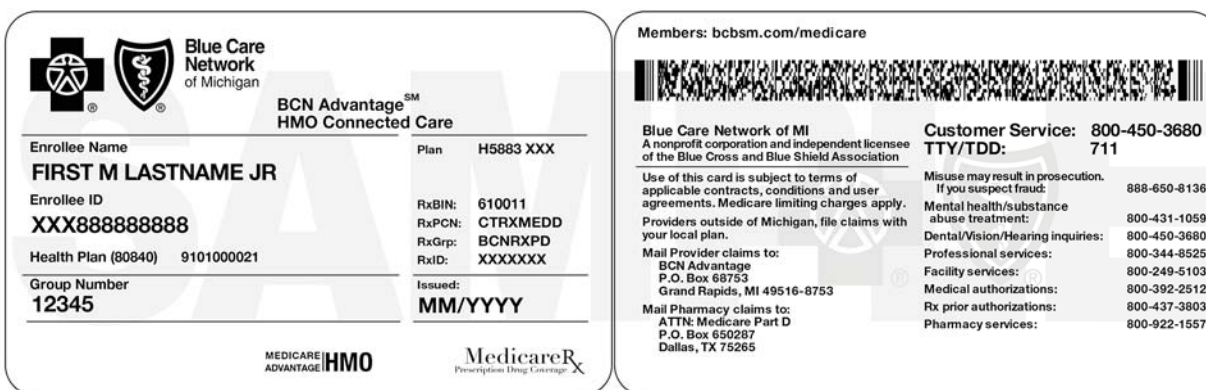 Blue Care
Network
of Michigan
®
®
BCN Advantage℠
HMO Connected Care
Enrollee Name
FIRST M LASTNAME JR
Enrollee ID
XXX888888888
Health Plan (80840) 9101000021
Group Number
12345
Plan H5883 XXX
RxBIN: 610011
RxPCN: CTRXMEDD
RxGrp: BCNRXPD
RxID: XXXXXXX
Issued:
MM/YYYY
MEDICARE
ADVANTAGE HMO
MedicareRx
Prescription Drug Coverage
Members: bcbsm.com/medicare
Blue Care Network of MI
A nonprofit corporation and independent licensee
of the Blue Cross and Blue Shield Association
Use of this card is subject to terms of
applicable contracts, conditions and user
agreements. Medicare limiting charges apply.
Providers outside of Michigan, file claims with
your local plan.
Mail Provider claims to:
BCN Advantage
P.O. Box 68753
Grand Rapids, MI 49516-8753
Mail Pharmacy claims to:
ATTN: Medicare Part D
P.O. Box 650287
Dallas, TX 75265
Customer Service: 800-450-3680
TTY/TDD: 711
Misuse may result in prosecution.
If you suspect fraud: 888-650-8136
Mental health/substance
abuse treatment: 800-431-1059
Dental/Vision/Hearing inquiries: 800-450-3680
Professional services: 800-344-8525
Facility services: 800-249-5103
Medical authorizations: 800-392-2512
Rx prior authorizations: 800-437-3803
Pharmacy services: 800-922-1557
SAMPLE